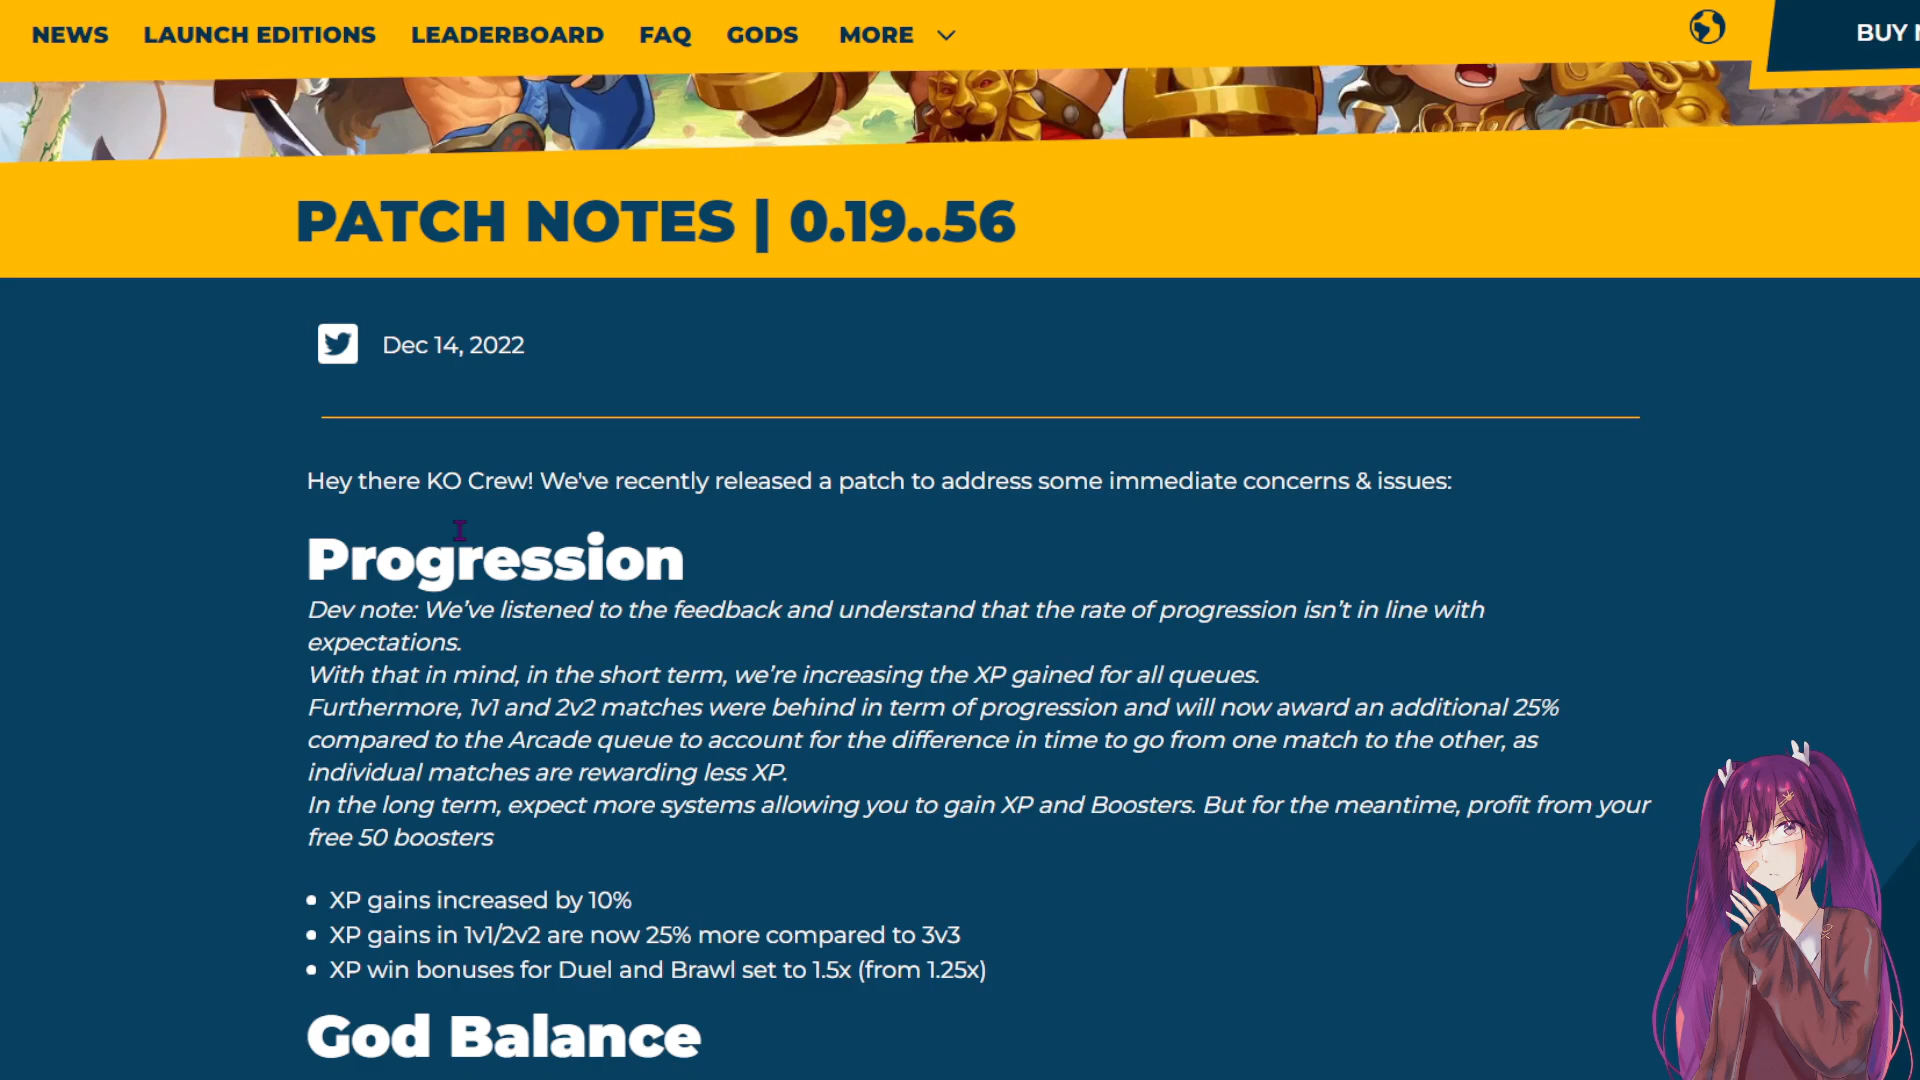 NEWS LAUNCH EDITIONS LEADERBOARD FAQ GODS MORE BUY
PATCH NOTES | 0.19..56
Dec 14, 2022
Hey there KO Crew! We've recently released a patch to address some immediate concerns & issues:
Progression
Dev note: We’ve listened to the feedback and understand that the rate of progression isn’t in line with
expectations.
With that in mind, in the short term, we’re increasing the XP gained for all queues.
Furthermore, 1v1 and 2v2 matches were behind in term of progression and will now award an additional 25%
compared to the Arcade queue to account for the difference in time to go from one match to the other, as
individual matches are rewarding less XP.
In the long term, expect more systems allowing you to gain XP and Boosters. But for the meantime, profit from your
free 50 boosters
• XP gains increased by 10%
• XP gains in 1v1/2v2 are now 25% more compared to 3v3
• XP win bonuses for Duel and Brawl set to 1.5x (from 1.25x)
God Balance